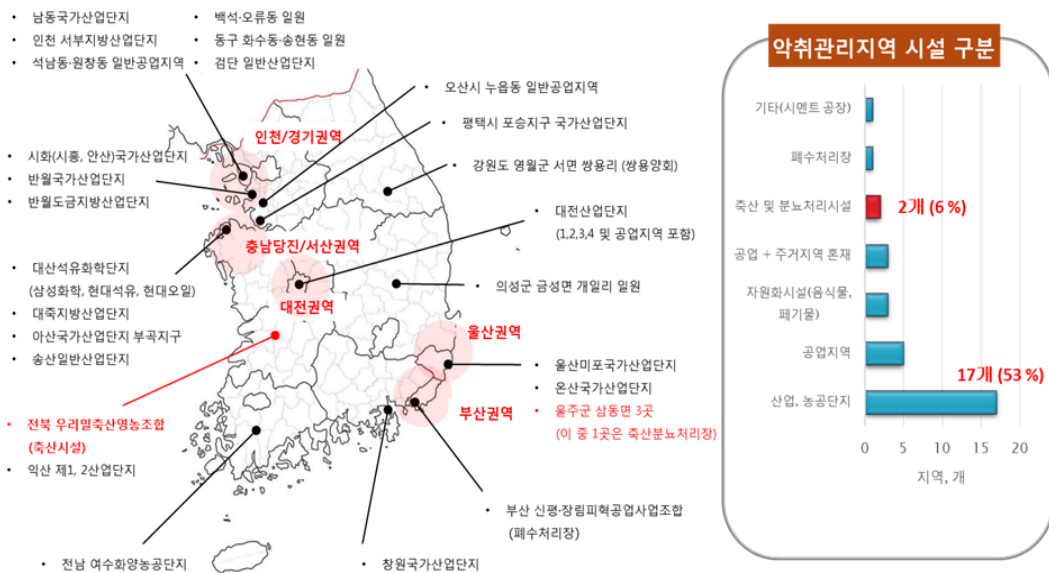 • 남동국가산업단지
• 인천 서부지방산업단지
• 석남동·원창동 일반공업지역
• 백석·오류동 일원
• 동구 화수동·송현동 일원
• 검단 일반산업단지
• 오산시 누읍동 일반공업지역
• 평택시 포승지구 국가산업단지
인천/경기권역
• 시화(시흥, 안산)국가산업단지
• 반월국가산업단지
• 반월도금지방산업단지
• 강원도 영월군 서면 쌍용리 (쌍용양회)
• 대전산업단지
(1,2,3,4 및 공업지역 포함)
충남당진/서산권역
• 대산석유화학단지
(삼성화학, 현대석유, 현대오일)
• 대죽지방산업단지
• 아산국가산업단지 부곡지구
• 송산일반산업단지
대전권역
• 의성군 금성면 개일리 일원
울산권역
• 울산미포국가산업단지
• 온산국가산업단지
• 울주군 삼동면 3곳
(이 중 1곳은 축산분뇨처리장)
부산권역
• 전북 우리밀축산영농조합
(축산시설)
• 익산 제1, 2산업단지
• 부산 신평·장림피혁공업사업조합
(폐수처리장)
• 전남 여수화양농공단지
• 창원국가산업단지
악취관리지역 시설 구분
기타(시멘트 공장)
폐수처리장
축산 및 분뇨처리시설
2개 (6 %)
공업 + 주거지역 혼재
자원화시설(음식물,
폐기물)
공업지역
17개 (53 %)
산업, 농공단지
0 5 10 15 20
지역, 개